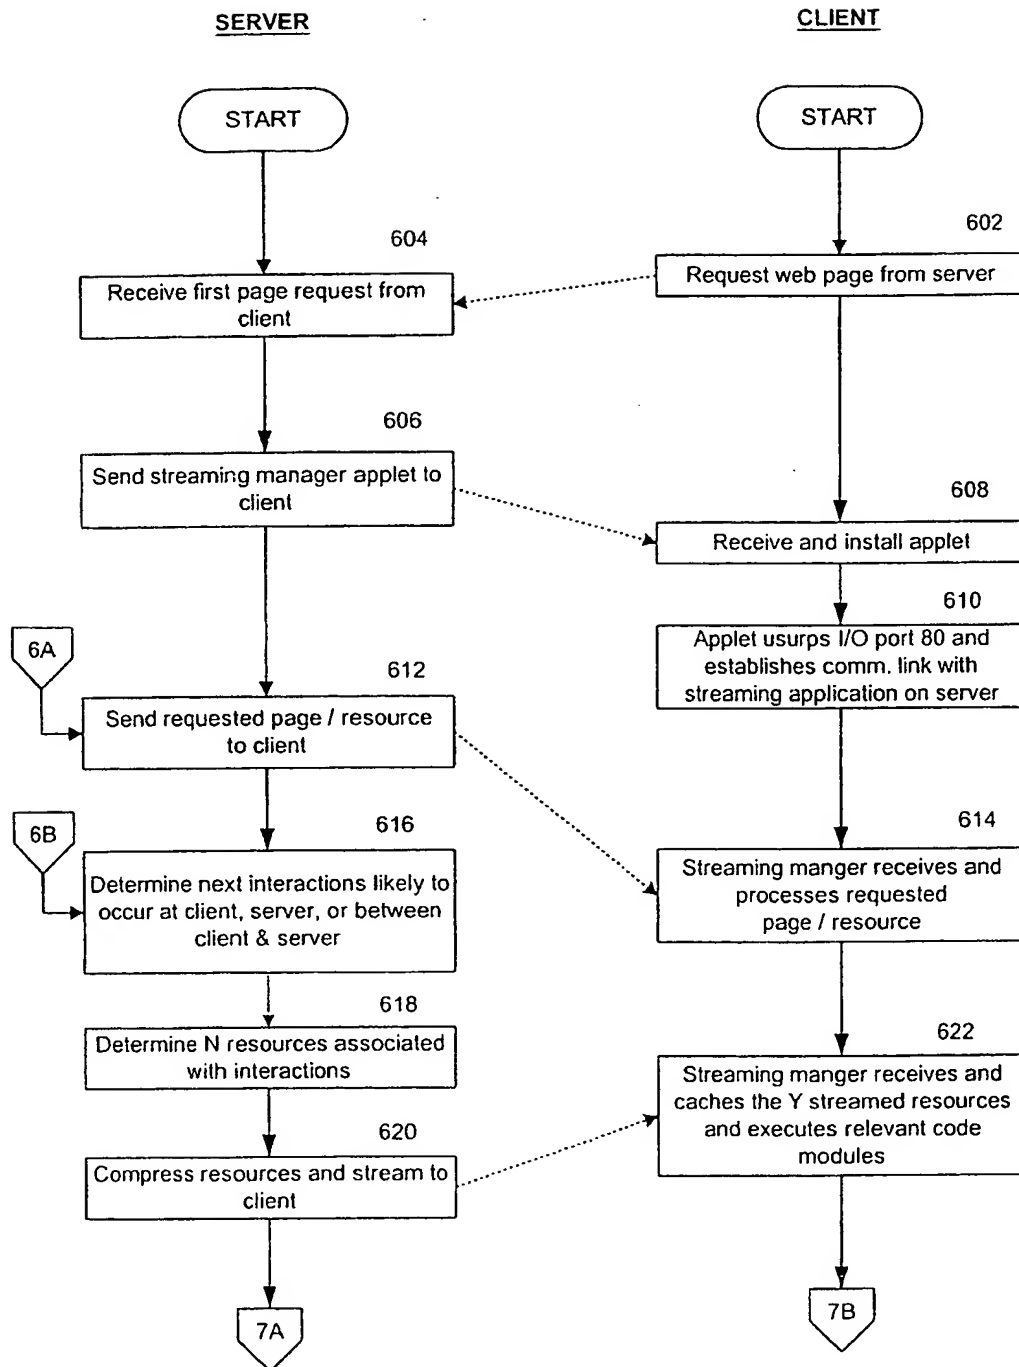 SERVER
CLIENT
START
START
604
602
Receive first page request from
client
Request web page from server
606
608
Send streaming manager applet to
client
Receive and install applet
610
6A
612
Applet usurps I/O port 80 and
establishes comm. link with
streaming application on server
Send requested page / resource
to client
6B
616
614
Determine next interactions likely to
occur at client, server, or between
client & server
Streaming manger receives and
processes requested
page / resource
618
622
Determine N resources associated
with interactions
Streaming manger receives and
caches the Y streamed resources
and executes relevant code
modules
620
Compress resources and stream to
client
7A
7B